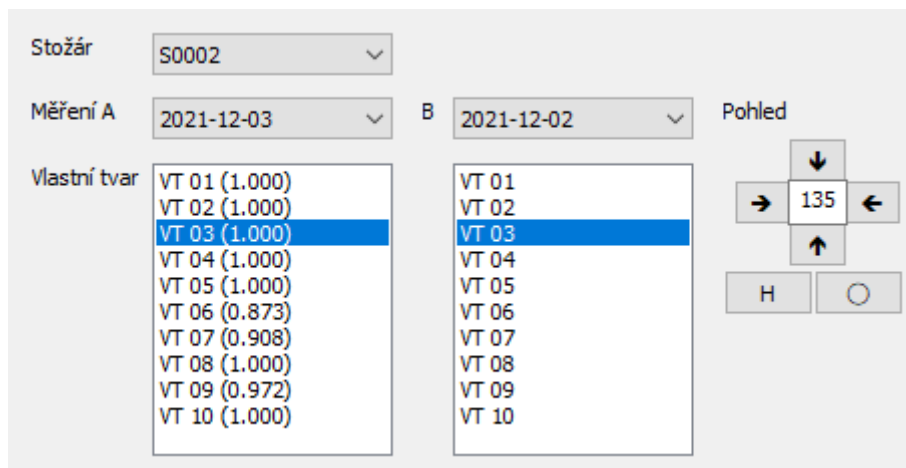 Stožár S0002
Měření A 2021-12-03 B 2021-12-02 Pohled
Vlastní tvar
VT 01 (1.000)
VT 02 (1.000)
VT 03 (1.000)
VT 04 (1.000)
VT 05 (1.000)
VT 06 (0.873)
VT 07 (0.908)
VT 08 (1.000)
VT 09 (0.972)
VT 10 (1.000)
VT 01
VT 02
VT 03
VT 04
VT 05
VT 06
VT 07
VT 08
VT 09
VT 10
135
H